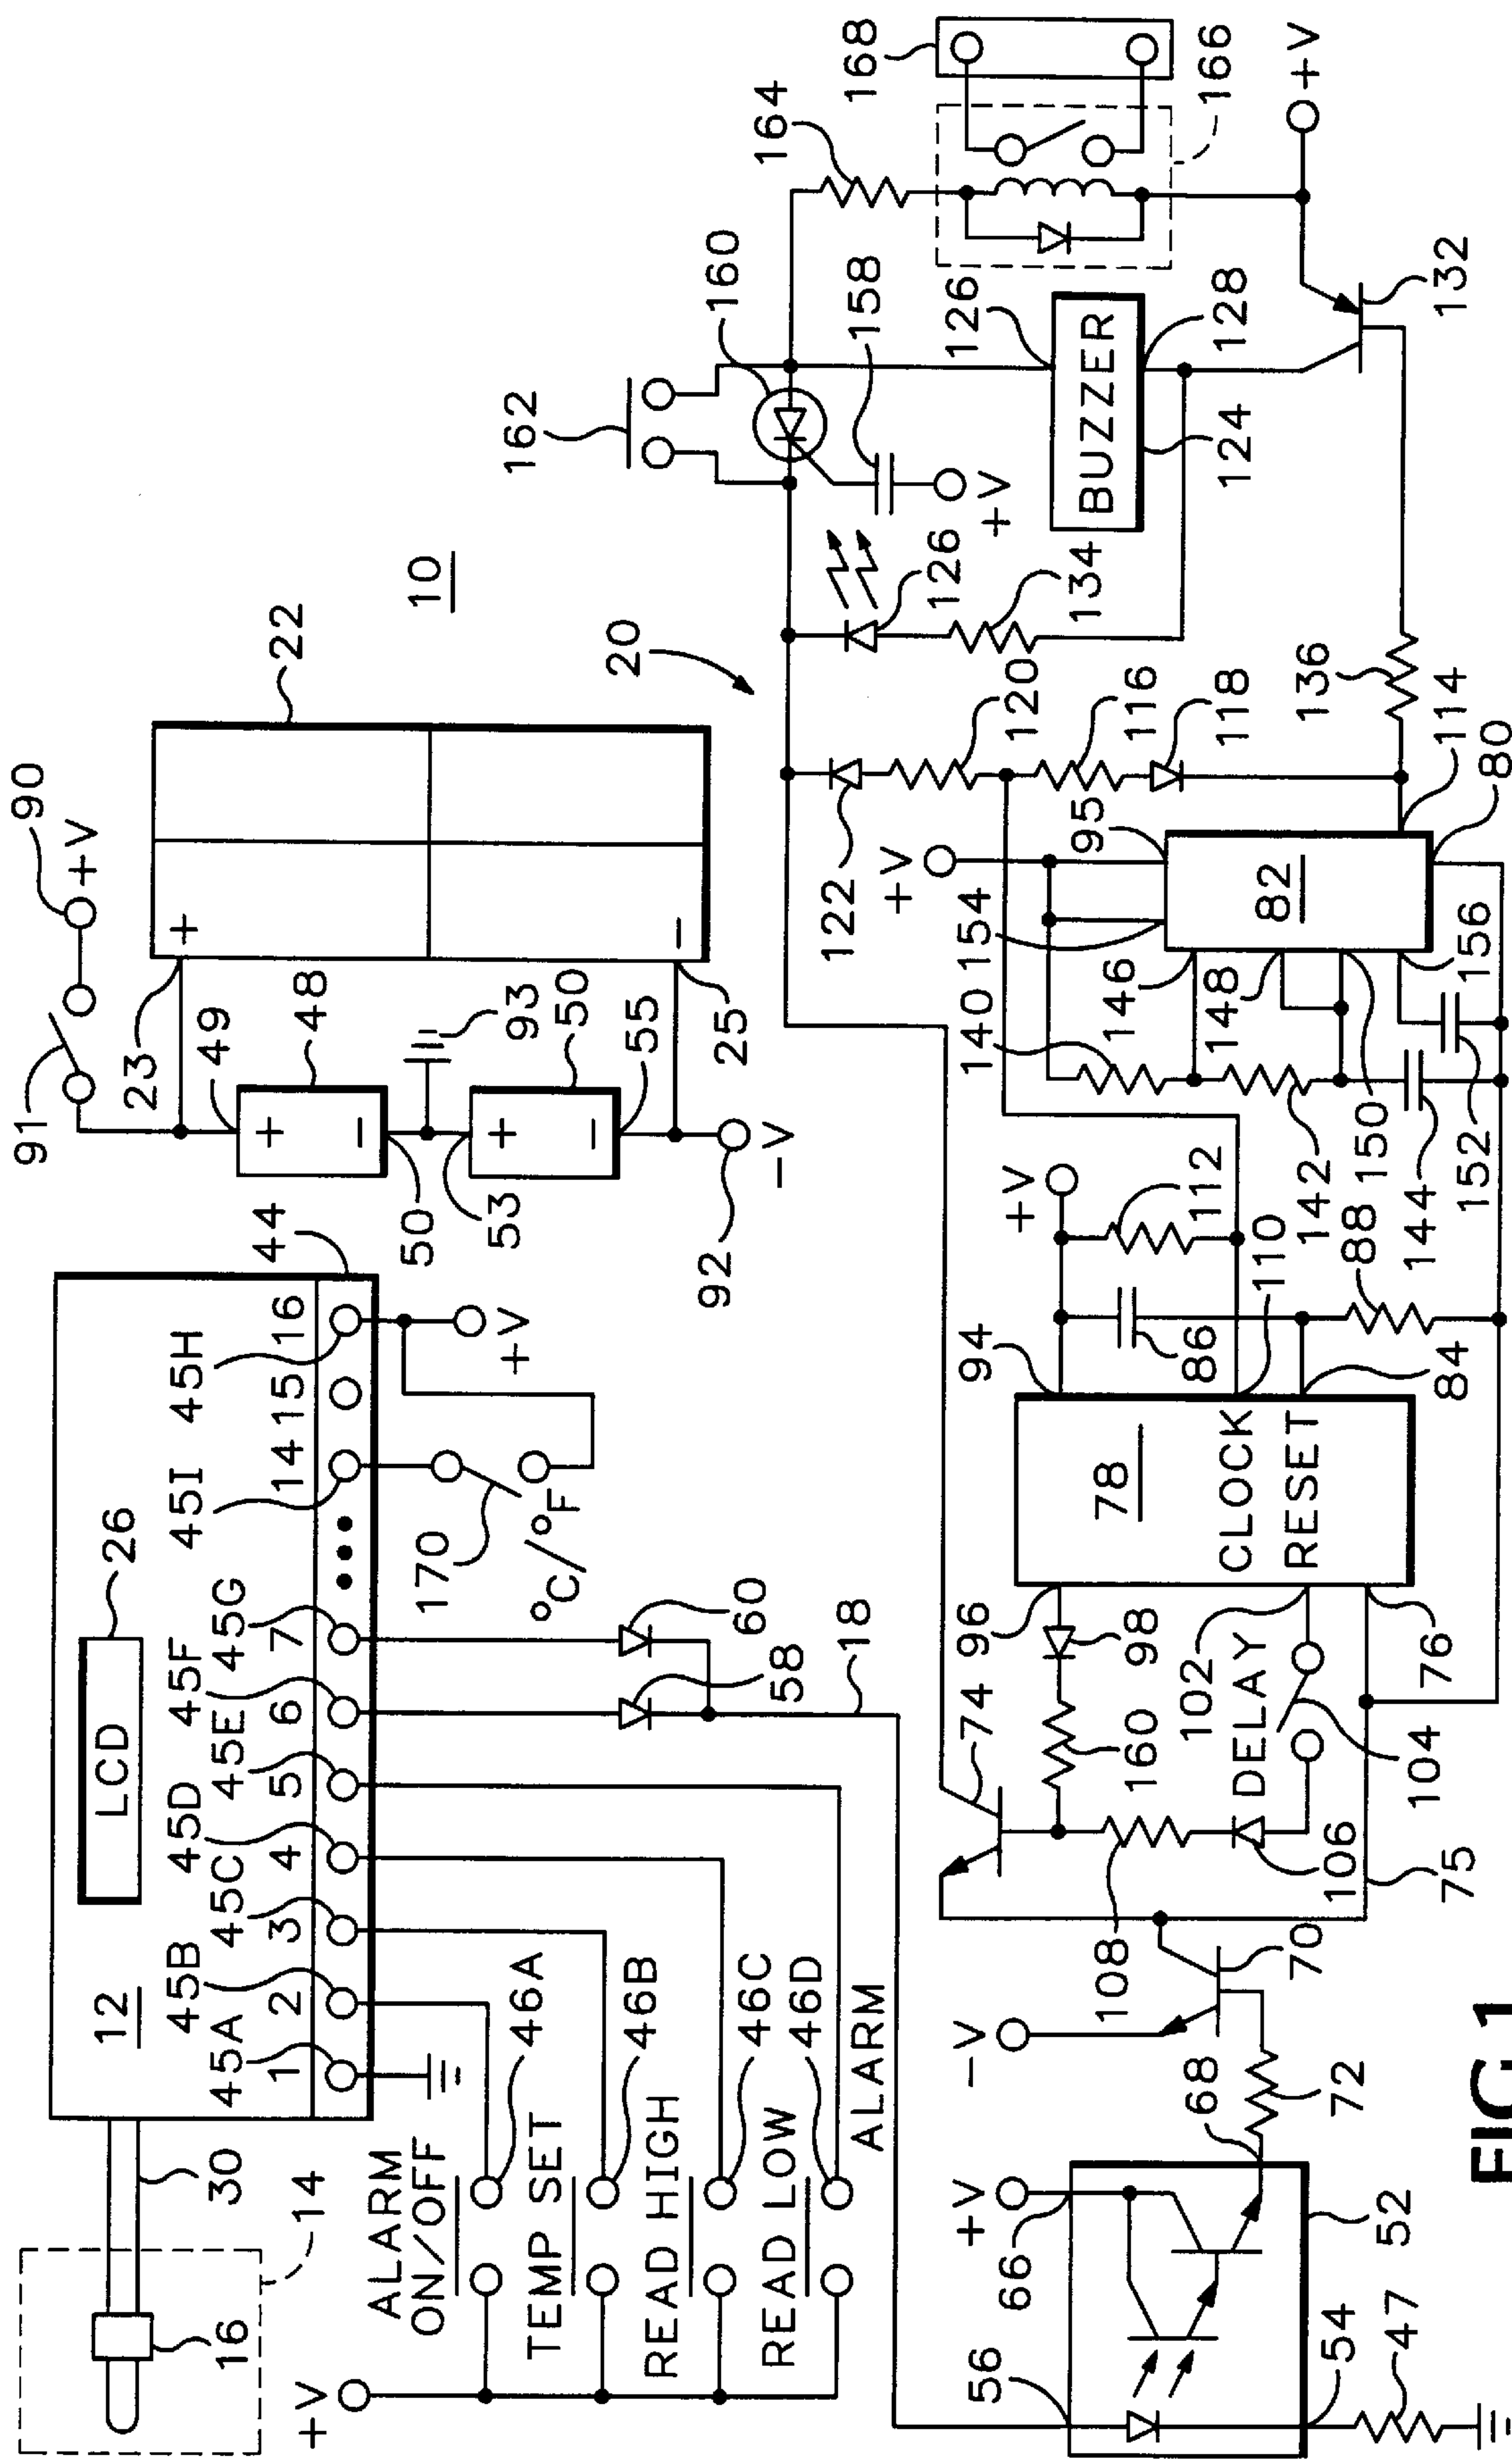 FIG.1
10
12
LCD
26
44
45A
45B
45C
45D
45E
45F
45G
45I
45H
1 2 3 4 5 6 7 ••• 14 15 16
30
14
16
+V
ALARM
ON/OFF
46A
TEMP SET
46B
READ HIGH
46C
READ LOW
46D
ALARM
18
58
60
170
°C/°F
+V
22
+
−
23
25
90
+V
91
49
48
+
−
50
93
53
50
+
−
55
92
−V
20
56
66
+V
68
52
54
47
72
70
−V
74
75
76
78
CLOCK
RESET
96
98
160
102
DELAY
104
106
108
94
86
+V
112
110
84
88
140
154
+V
95
146
148
82
142
150
144
152
156
80
114
122
120
116
118
136
126
134
162
160
158
+V
BUZZER
126
124
128
164
168
166
+V
132